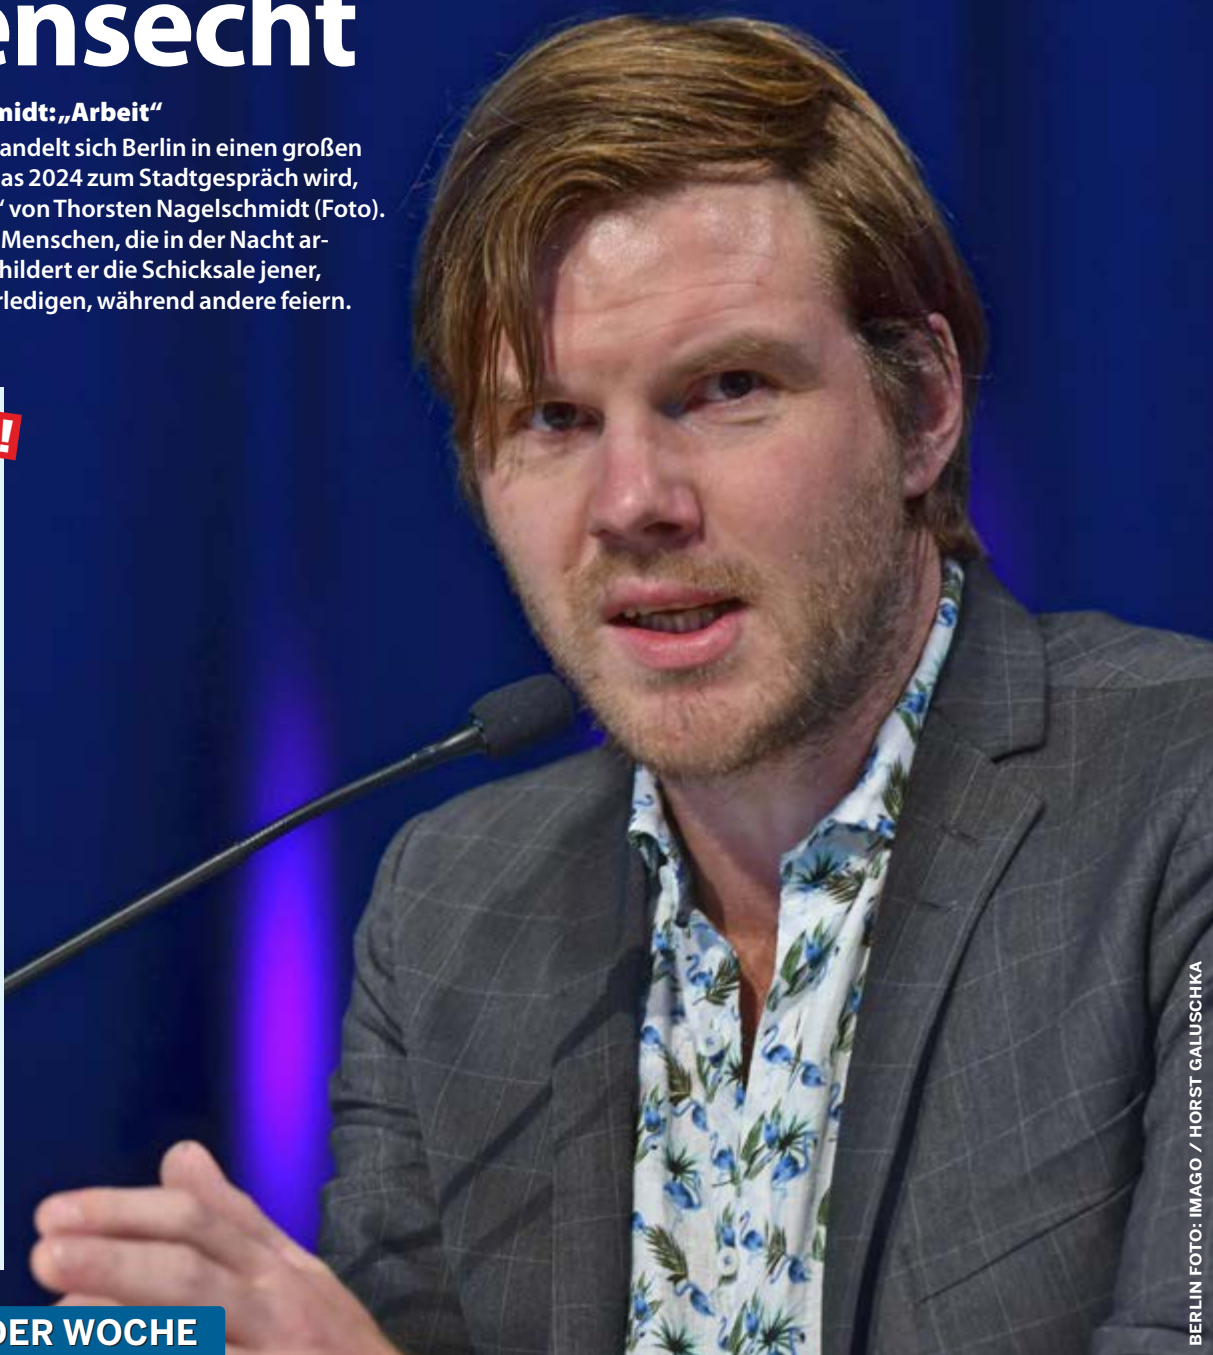 ensecht
midt: „Arbeit“
andelt sich Berlin in einen großen
as 2024 zum Stadtgespräch wird,
“ von Thorsten Nagelschmidt (Foto).
Menschen, die in der Nacht ar-
hildert er die Schicksale jener,
rledigen, während andere feiern.
!
DER WOCHE
BERLIN FOTO: IMAGO / HORST GALUSCHKA